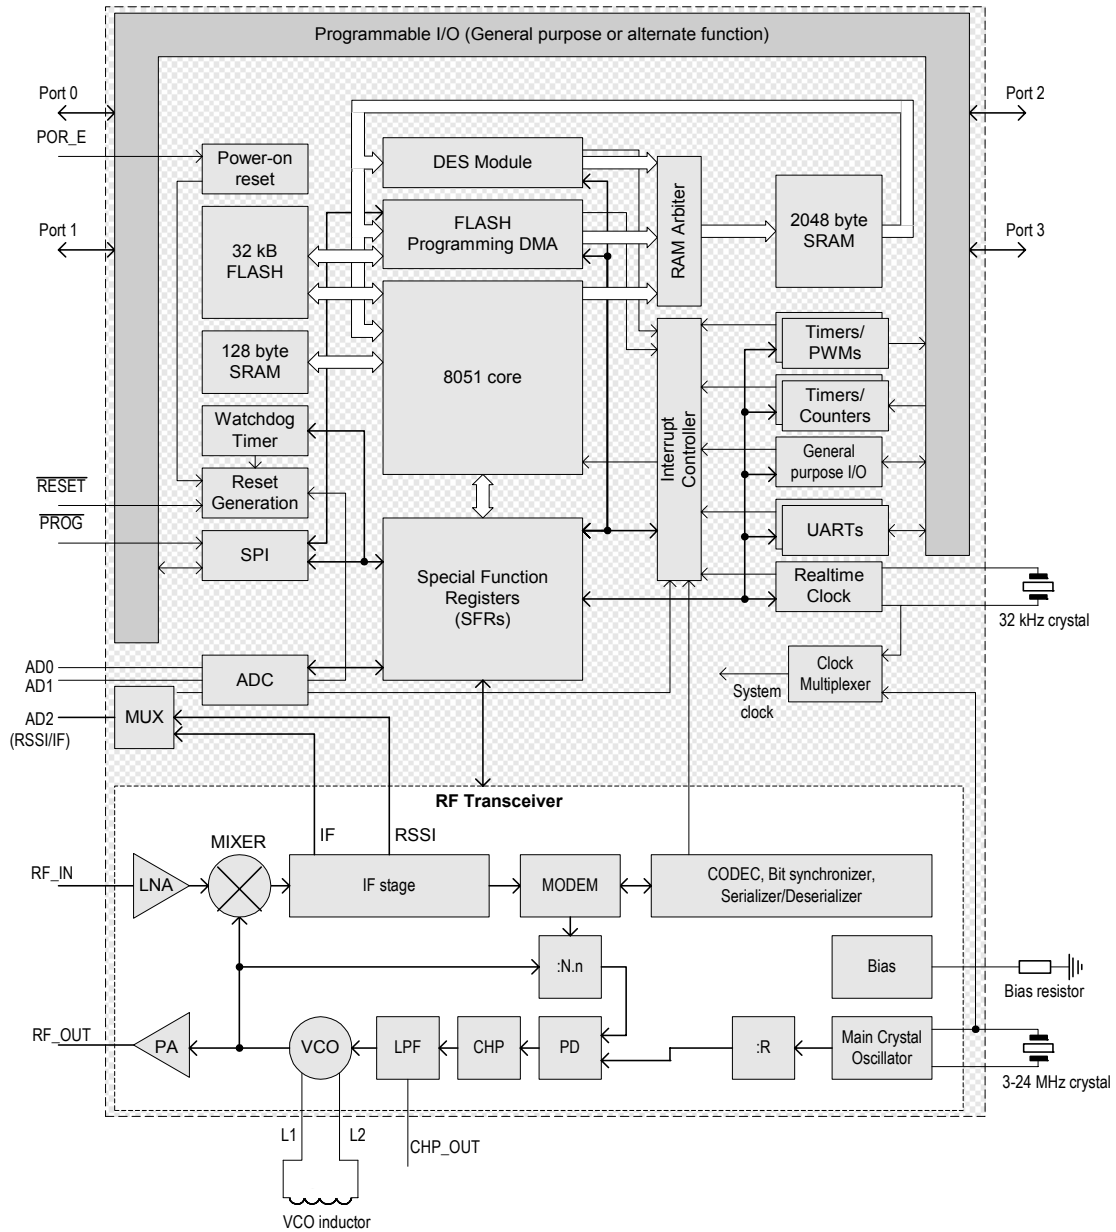 Programmable I/O (General purpose or alternate function)
Port 0
Port 2
POR_E
Power-on
reset
DES Module
RAM Arbiter
2048 byte
SRAM
Port 1
Port 3
32 kB
FLASH
FLASH
Programming DMA
128 byte
SRAM
8051 core
Interrupt
Controller
Timers/
PWMs
Timers/
Counters
General
purpose I/O
UARTs
Realtime
Clock
32 kHz crystal
Watchdog
Timer
RESET
Reset
Generation
PROG
SPI
Special Function
Registers
(SFRs)
AD0
AD1
ADC
Clock
Multiplexer
System
clock
AD2
(RSSI/IF)
MUX
RF Transceiver
IF
RSSI
MIXER
RF_IN
LNA
IF stage
MODEM
CODEC, Bit synchronizer,
Serializer/Deserializer
:N.n
Bias
Bias resistor
RF_OUT
PA
VCO
LPF
CHP
PD
:R
Main Crystal
Oscillator
3-24 MHz crystal
L1
L2
CHP_OUT
VCO inductor